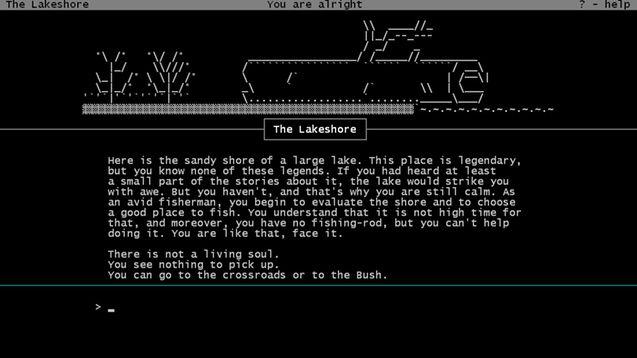 The Lakeshore
You are alright
? - help
The Lakeshore
Here is the sandy shore of a large lake. This place is legendary,
but you know none of these legends. If you had heard at least
a small part of the stories about it, the lake would strike you
with awe. But you haven't, and that's why you are still calm. As
an avid fisherman, you begin to evaluate the shore and to choose
a good place to fish. You understand that it is not high time for
that, and moreover, you have no fishing-rod, but you can't help
doing it. You are like that, face it.
There is not a living soul.
You see nothing to pick up.
You can go to the crossroads or to the Bush.
> _